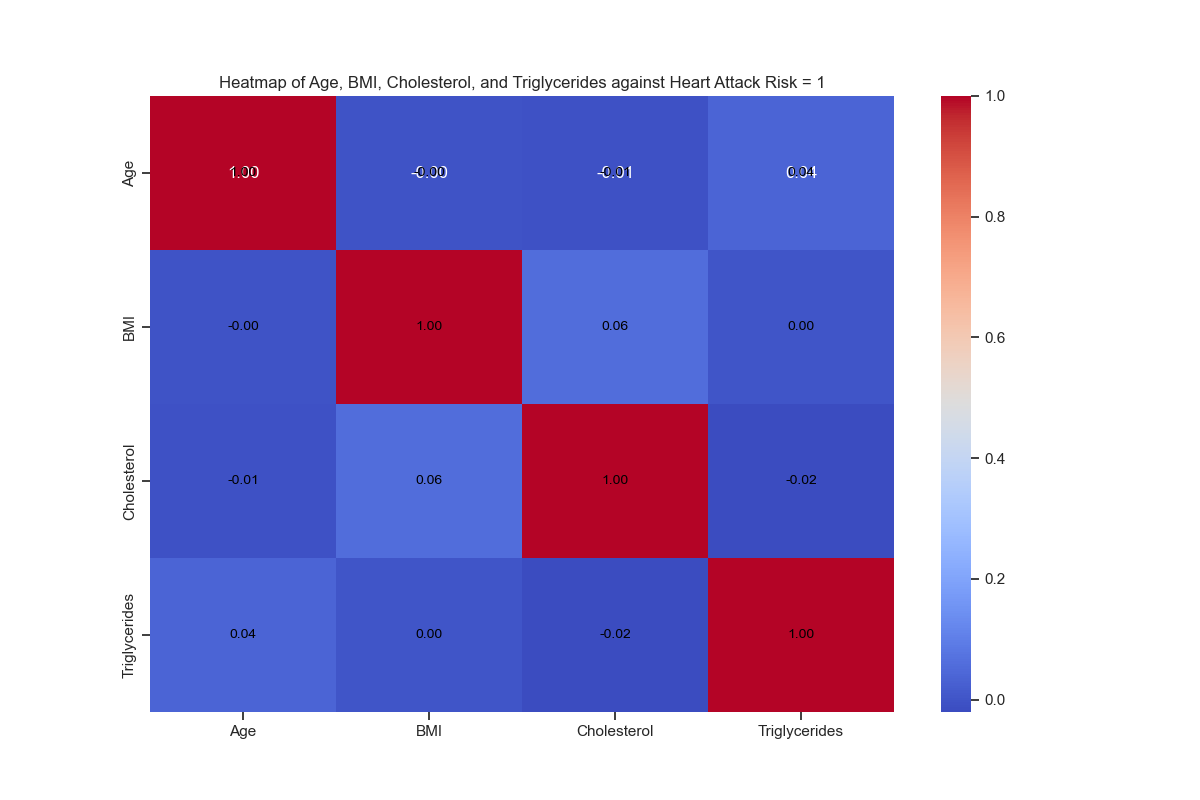 Heatmap of Age, BMI, Cholesterol, and Triglycerides against Heart Attack Risk = 1
Age 1.00 -0.00 -0.01 0.04
BMI -0.00 1.00 0.06 0.00
Cholesterol -0.01 0.06 1.00 -0.02
Triglycerides 0.04 0.00 -0.02 1.00
Age BMI Cholesterol Triglycerides
1.0
0.8
0.6
0.4
0.2
0.0